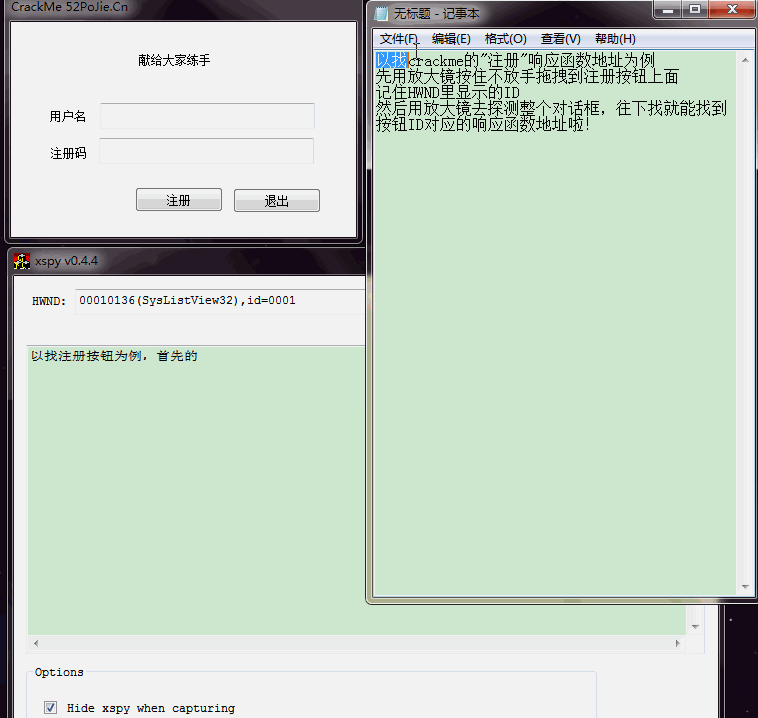 CrackMe 52PoJie.Cn
献给大家练手
用户名
注册码
注册
退出
无标题 - 记事本
文件(F) 编辑(E) 格式(O) 查看(V) 帮助(H)
以找crackme的"注册"响应函数地址为例
先用放大镜按住不放手拖拽到注册按钮上面
记住HWND里显示的ID
然后用放大镜去探测整个对话框，往下找就能找到
按钮ID对应的响应函数地址啦！
xspy v0.4.4
HWND: 00010136(SysListView32),id=0001
以找注册按钮为例，首先的
Options
Hide xspy when capturing